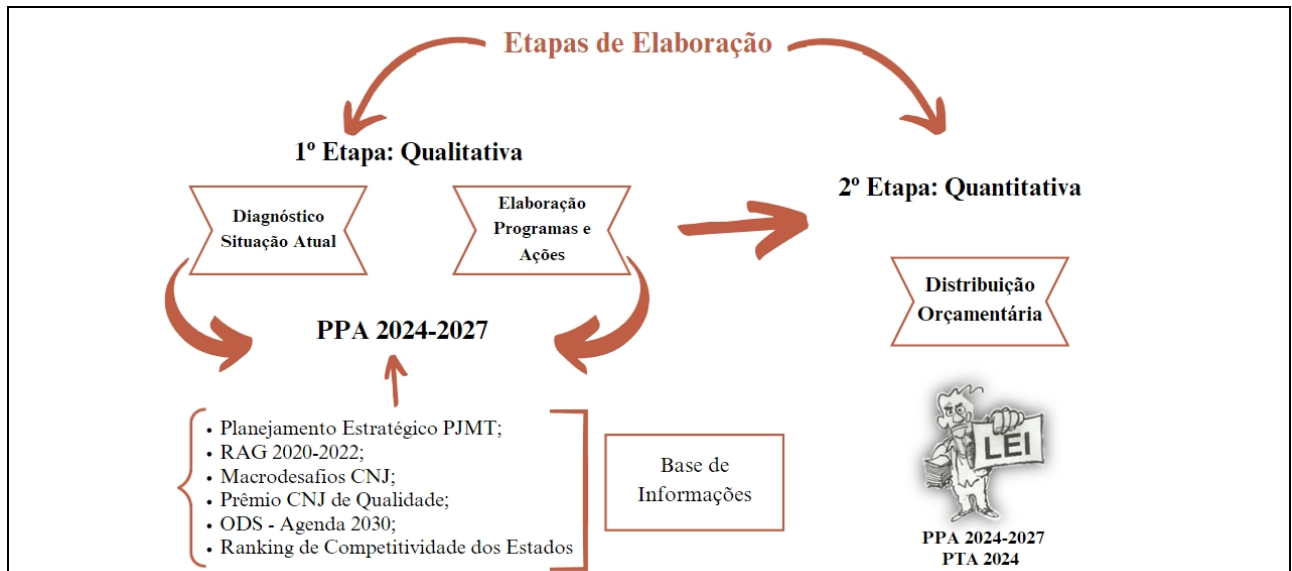 Etapas de Elaboração
1º Etapa: Qualitativa
Diagnóstico
Situação Atual
Elaboração
Programas e
Ações
PPA 2024-2027
• Planejamento Estratégico PJMT;
• RAG 2020-2022;
• Macrodesafios CNJ;
• Prêmio CNJ de Qualidade;
• ODS - Agenda 2030;
• Ranking de Competitividade dos Estados
Base de
Informações
2º Etapa: Quantitativa
Distribuição
Orçamentária
LEI
PPA 2024-2027
PTA 2024